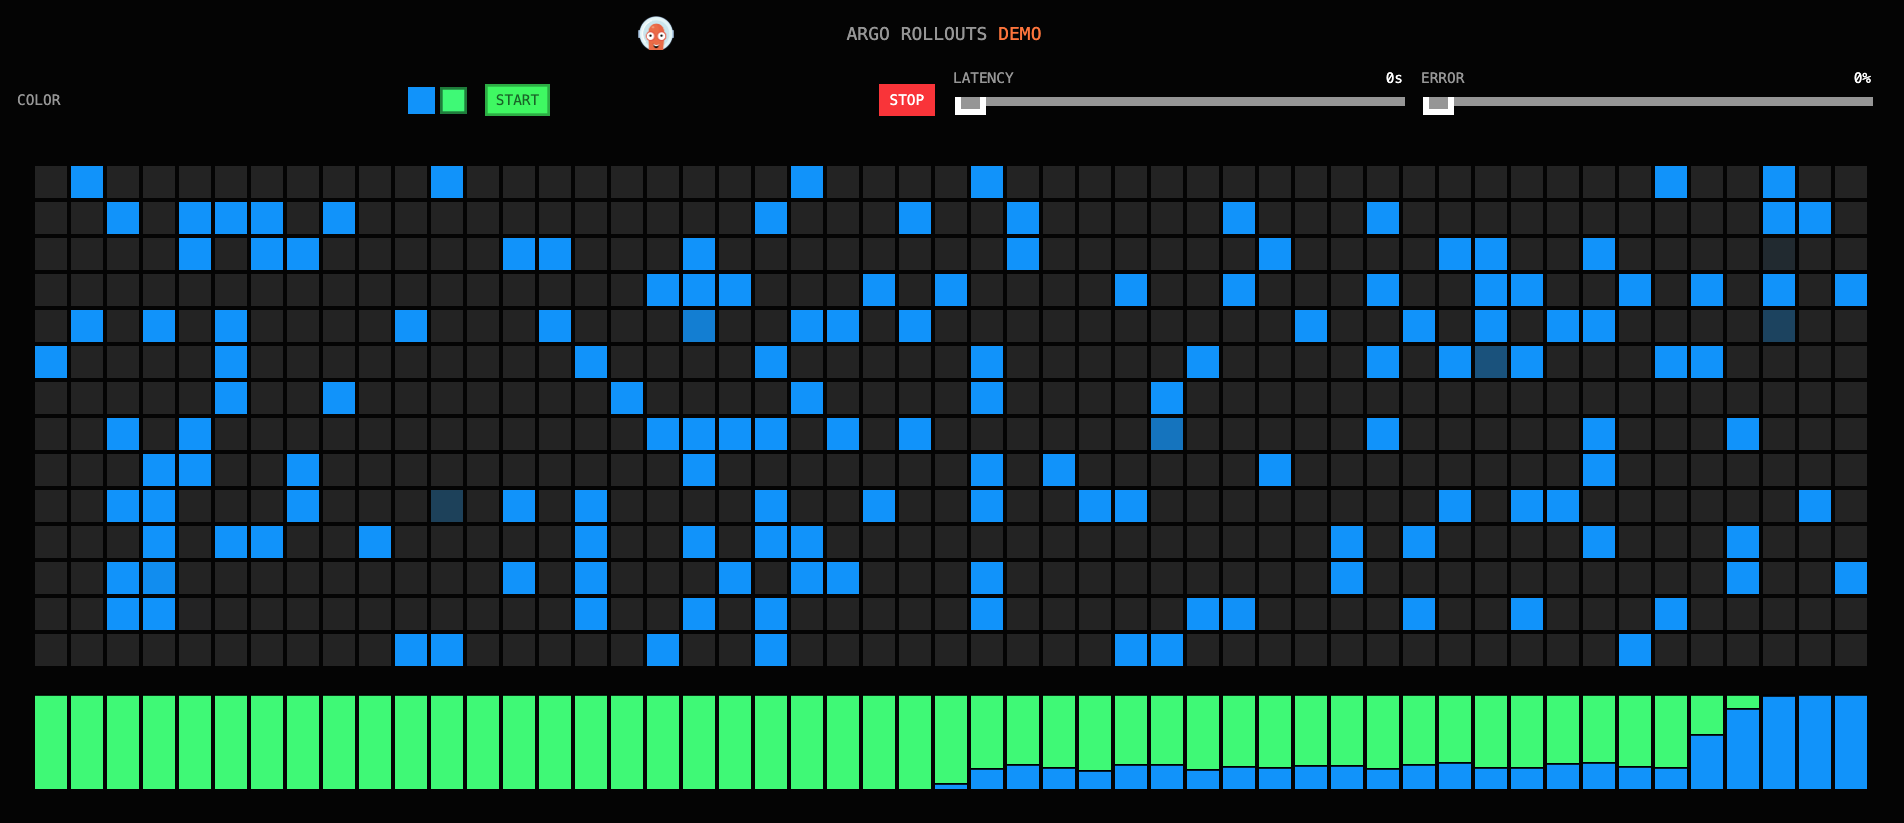 ARGO ROLLOUTS DEMO
COLOR
START
STOP
LATENCY
0s
ERROR
0%